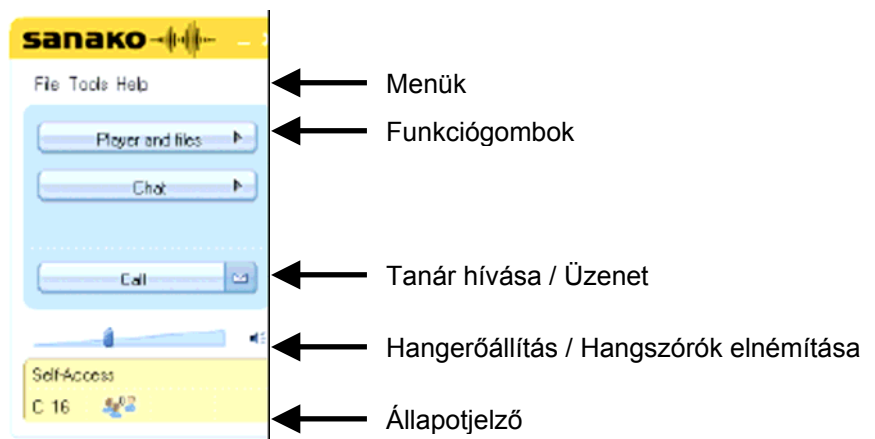 sanako
File Tools Help
Menük
Player and files
Funkciógombok
Chat
Call
Tanár hívása / Üzenet
Hangerőállítás / Hangszórók elnémítása
Self-Access
C 16
Állapotjelző